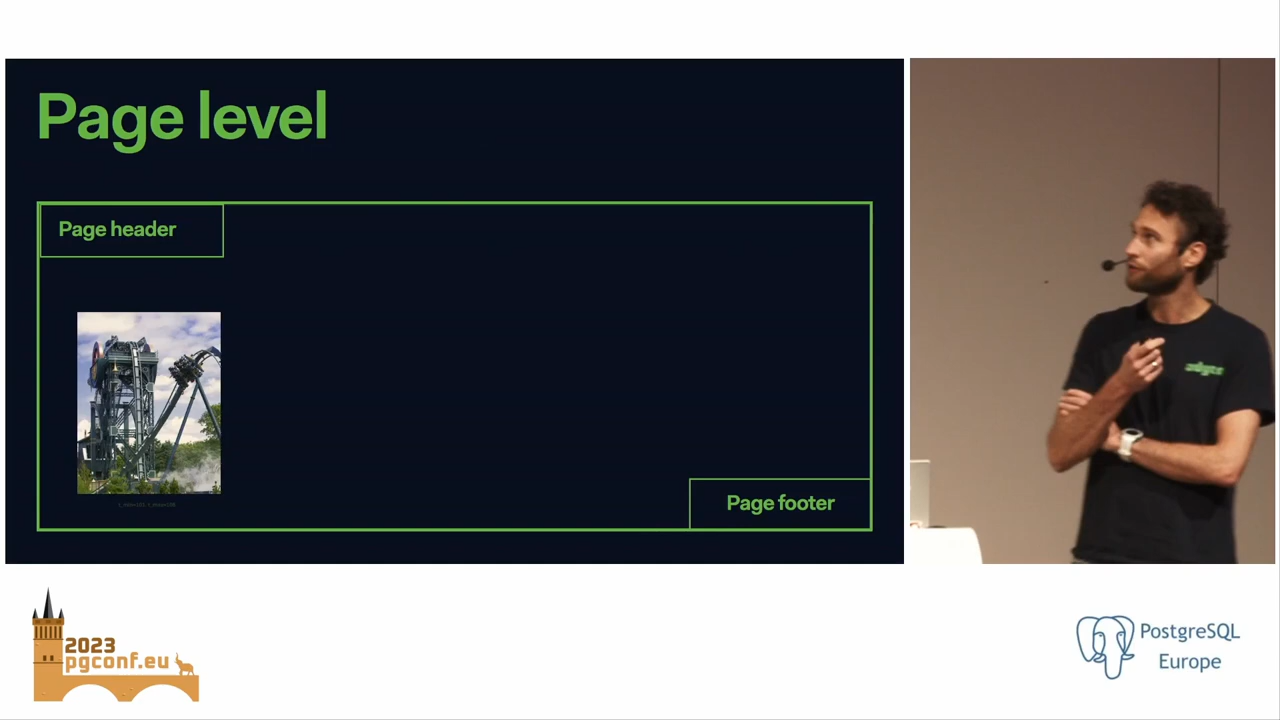 Page level
Page header
Page footer
2023
pgconf.eu
PostgreSQL
Europe